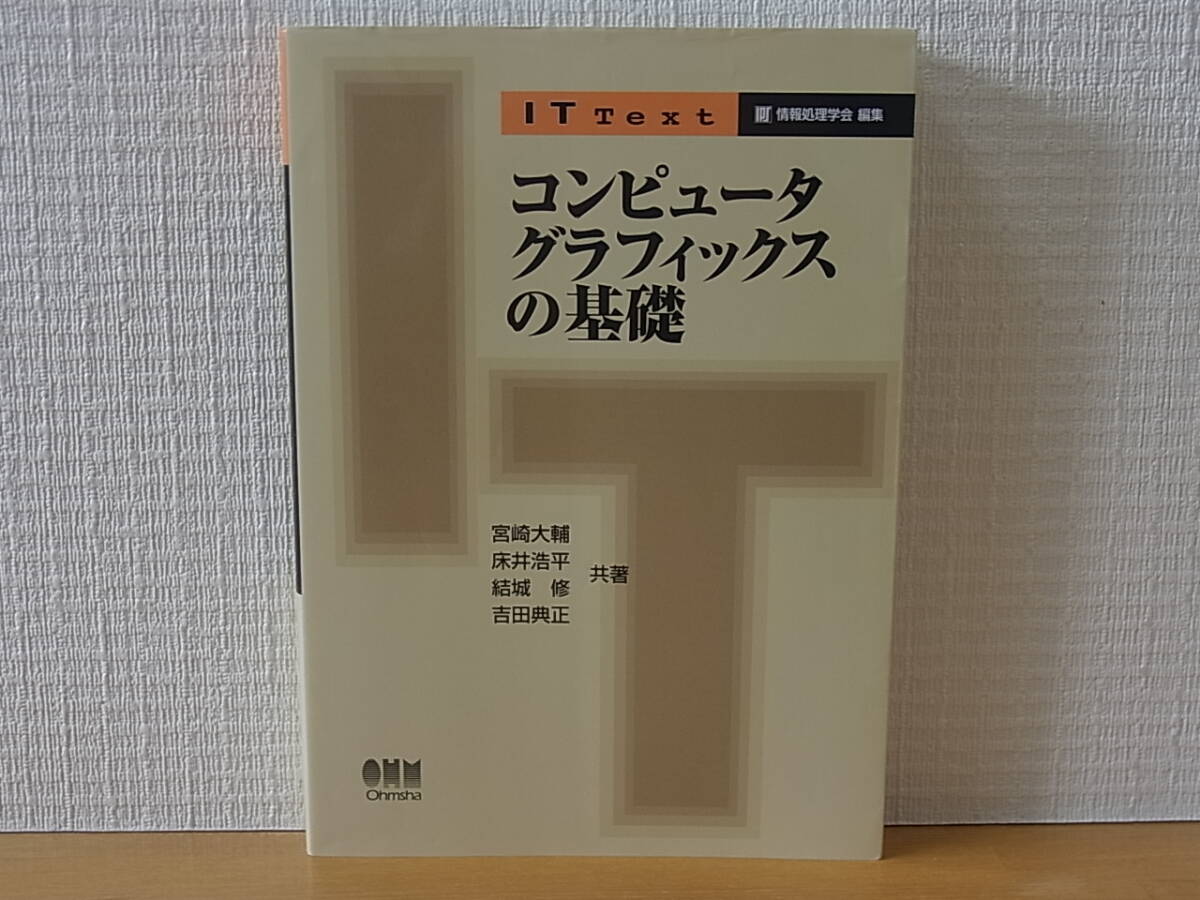 IT Text
情報処理学会 編集
コンピュータ
グラフィックス
の基礎
宮崎大輔
床井浩平
結城 修
吉田典正
共著
IT
OHM
Ohmsha